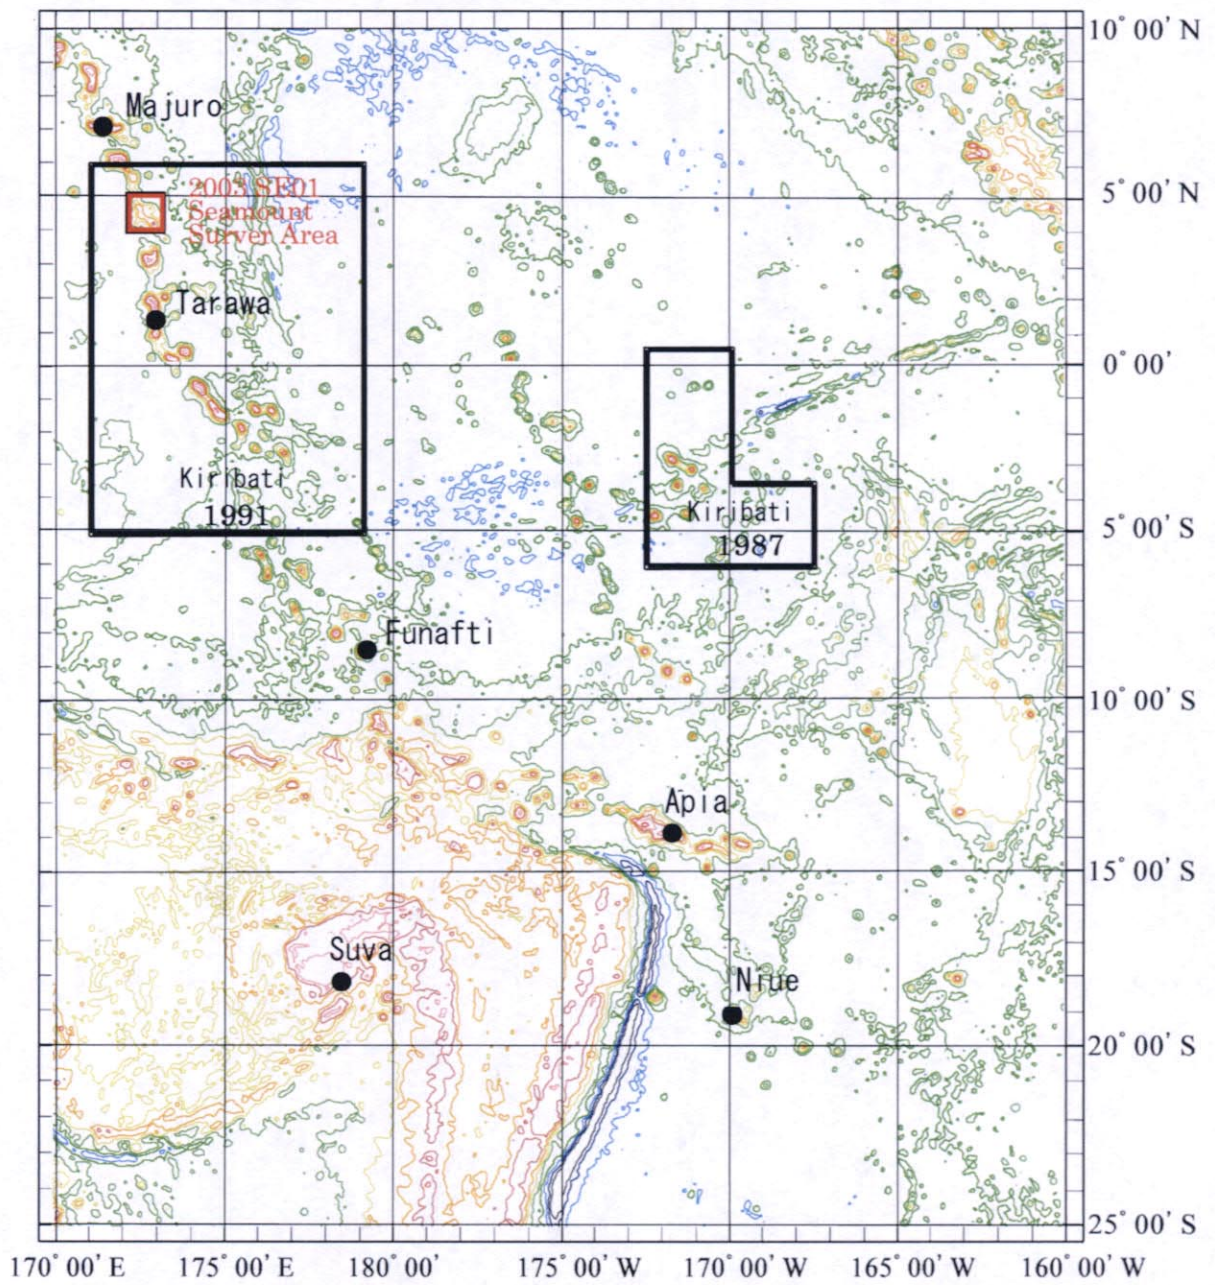 10° 00' N
Majuro
2003 SE01
Seamount
Surver Area
5° 00' N
Tarawa
0° 00'
Kiribati
1991
Kiribati
1987
5° 00' S
Funafti
10° 00' S
Apia
15° 00' S
Suva
Niue
20° 00' S
25° 00' S
170° 00' E 175° 00' E 180° 00' 175° 00' W 170° 00' W 165° 00' W 160° 00' W